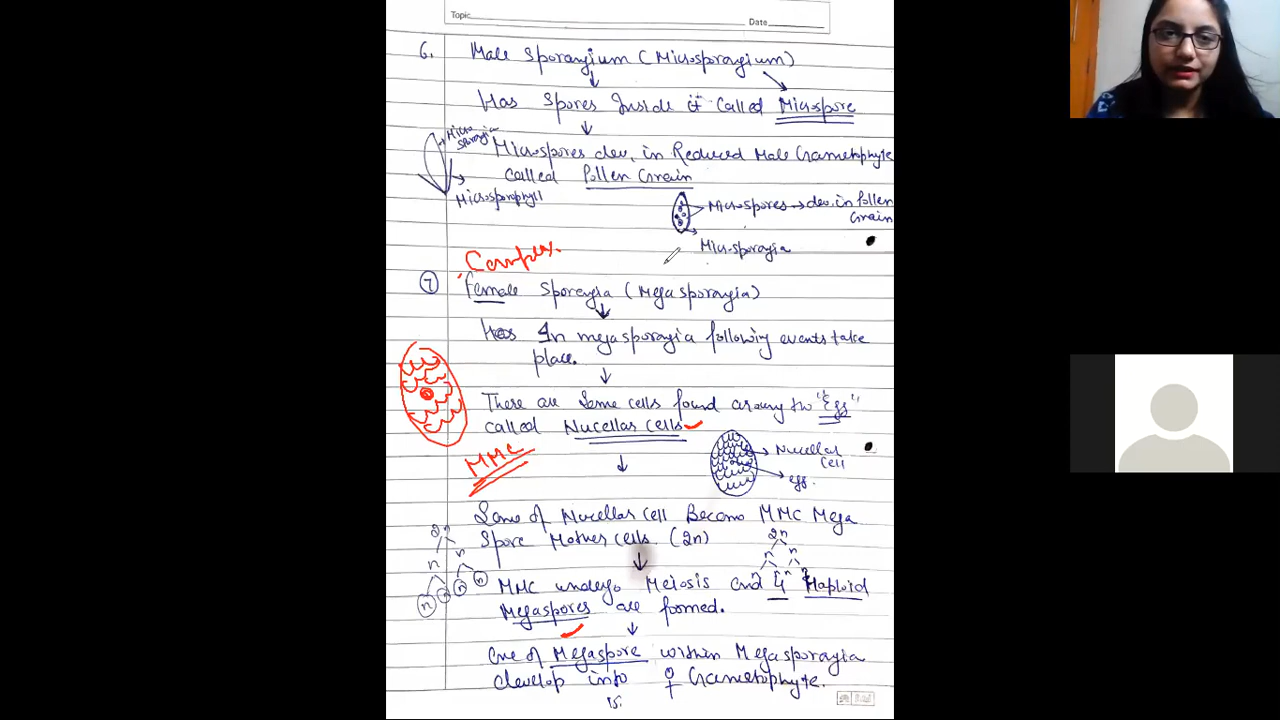 Topic Date
6. Male Sporangium (Microsporangium)
Has Spores Inside it Called Microspore
Micro
sporangia
Microspores dev. in Reduced Male Gametophyte
called Pollen Grain
Microsporophyll
Microspores → dev. in Pollen
Grain
Microsporangia
Complex.
7 Female Sporangia (Megasporangia)
In megasporangia following events take
place.
There are Some cells found around the "Egg"
called Nucellar Cells
MMC
Nucellar
Cell
egg.
Some of Nucellar Cell Become MMC Mega
Spore Mother cells. (2n)
2n
n n
n n n n
2n
n n
n n n n
MMC undergo Meiosis and 4 Haploid
Megaspores are formed.
One of Megaspore within Megasporangia
develop into ♀ Gametophyte.
15.